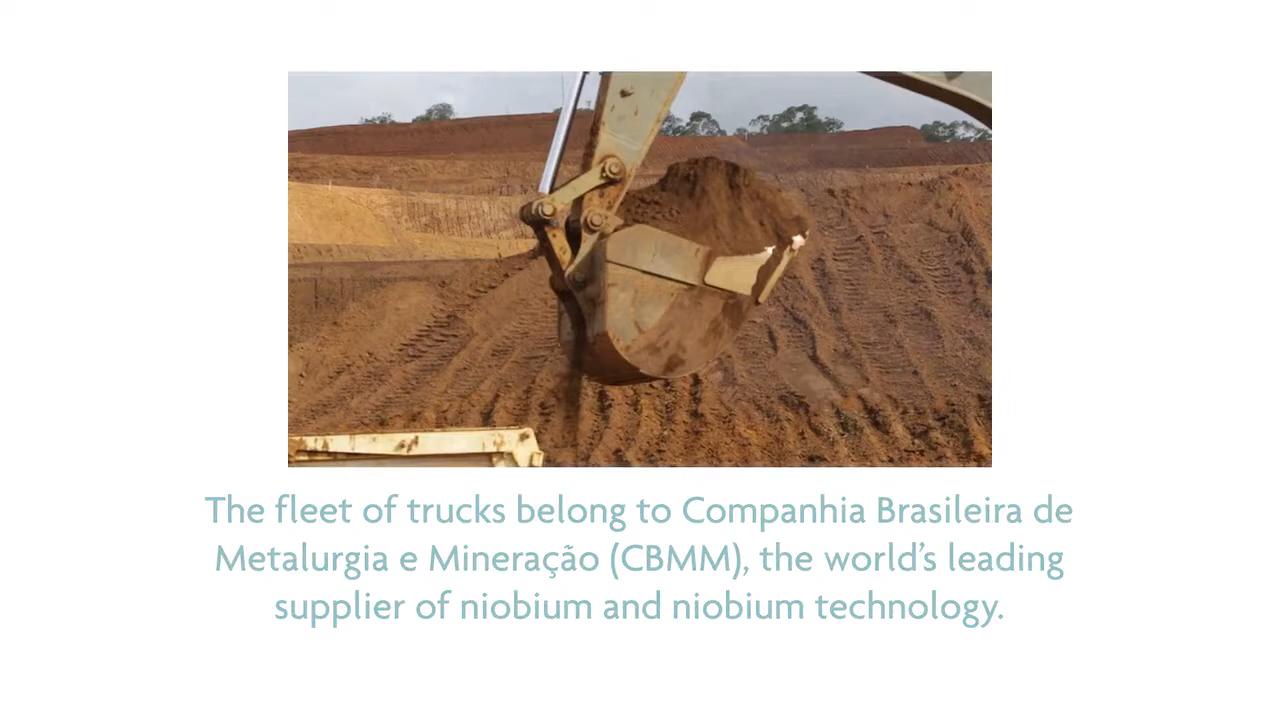 The fleet of trucks belong to Companhia Brasileira de
Metalurgia e Mineração (CBMM), the world’s leading
supplier of niobium and niobium technology.